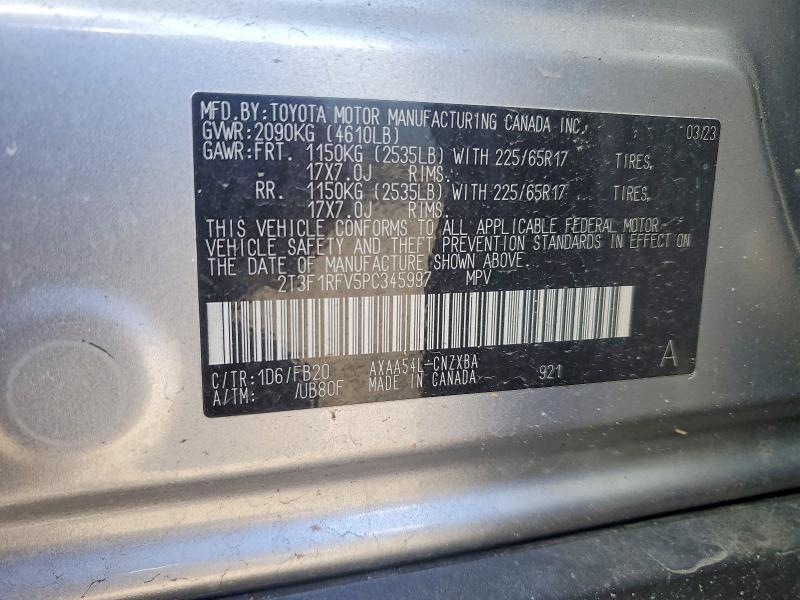 MFD.BY:TOYOTA MOTOR MANUFACTURING CANADA INC. 03/23
GVWR:2090KG (4610LB)
GAWR:FRT. 1150KG (2535LB) WITH 225/65R17 TIRES,
17X7.0J RIMS,
RR. 1150KG (2535LB) WITH 225/65R17 TIRES,
17X7.0J RIMS,
THIS VEHICLE CONFORMS TO ALL APPLICABLE FEDERAL MOTOR
VEHICLE SAFETY AND THEFT PREVENTION STANDARDS IN EFFECT ON
THE DATE OF MANUFACTURE SHOWN ABOVE.
2T3F1RFV5PC345997 MPV
C/TR:1D6/FB20 AXAA54L-CNZXBA 921 A
A/TM: /UB80F MADE IN CANADA